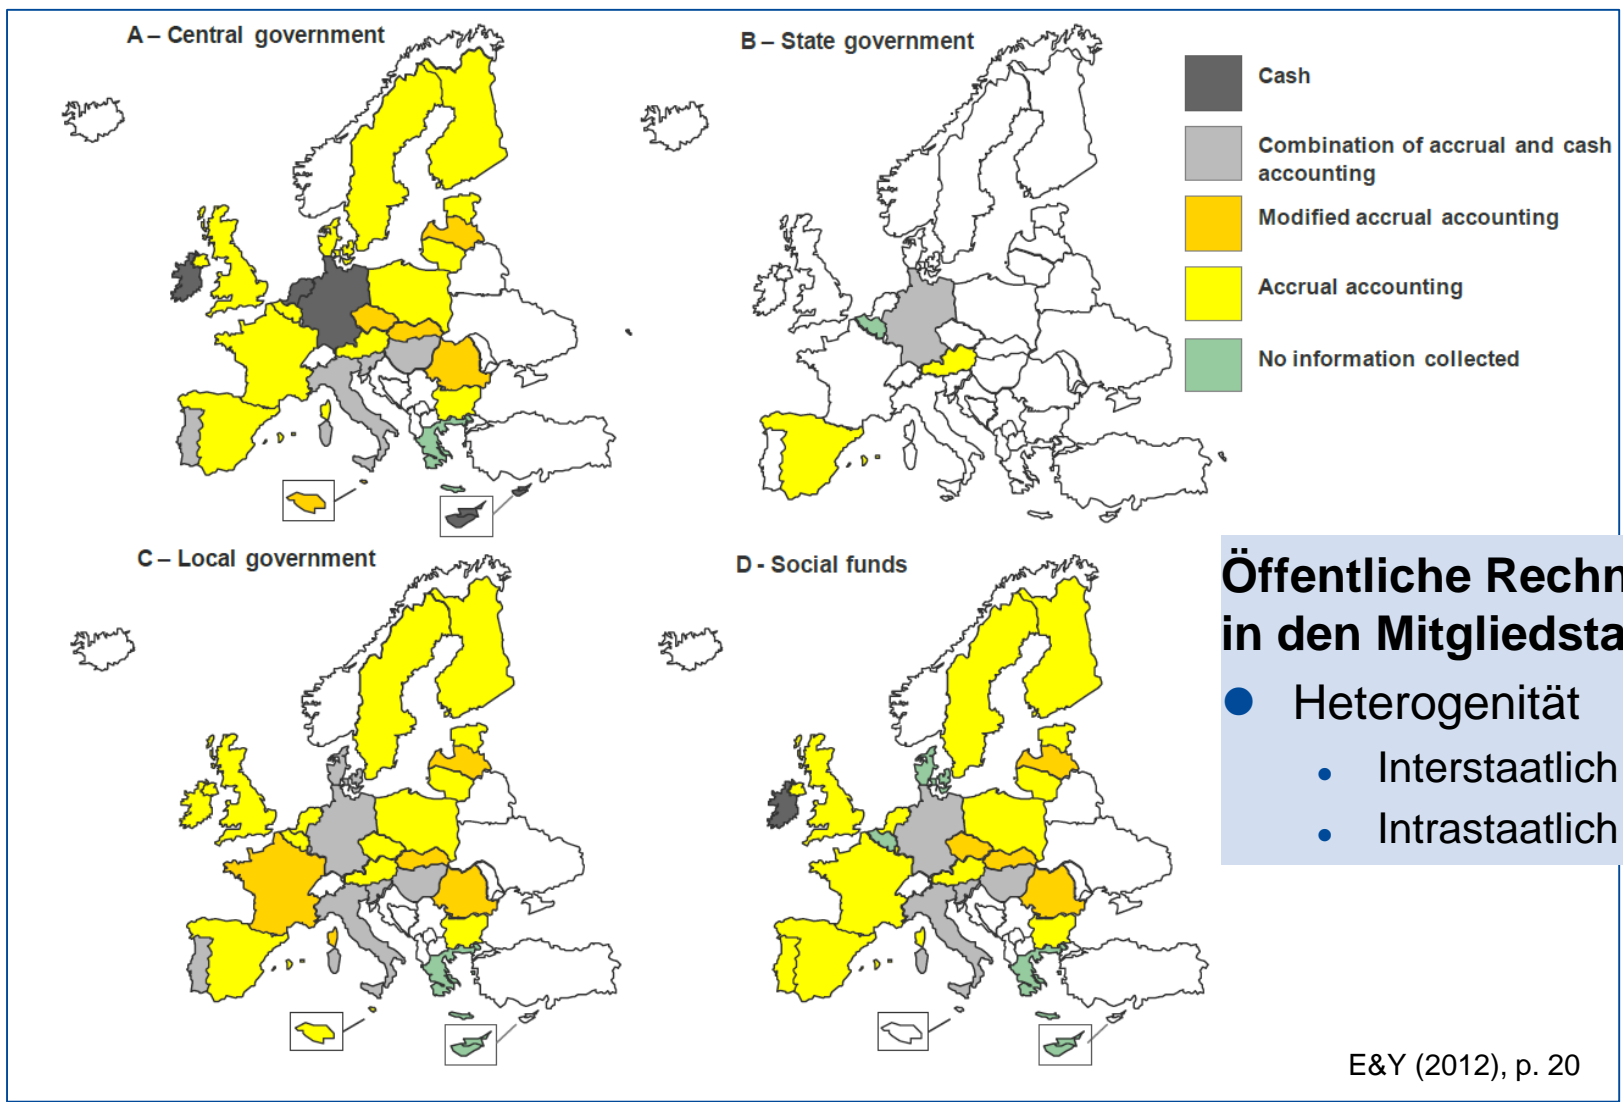 A – Central government
B – State government
Cash
Combination of accrual and cash
accounting
Modified accrual accounting
Accrual accounting
No information collected
C – Local government
D - Social funds
Öffentliche Rechn
in den Mitgliedsta
Heterogenität
Interstaatlich
Intrastaatlich
E&Y (2012), p. 20